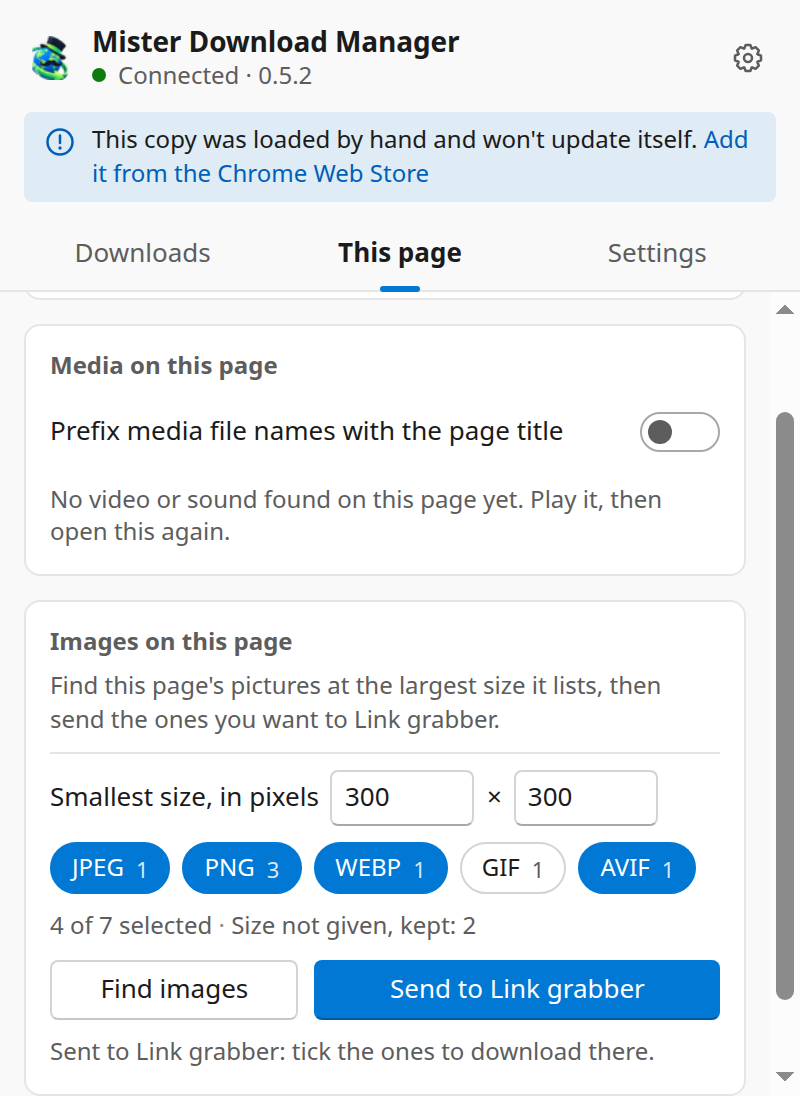 Mister Download Manager
Connected · 0.5.2
This copy was loaded by hand and won't update itself. Add
it from the Chrome Web Store
Downloads
This page
Settings
Media on this page
Prefix media file names with the page title
No video or sound found on this page yet. Play it, then
open this again.
Images on this page
Find this page's pictures at the largest size it lists, then
send the ones you want to Link grabber.
Smallest size, in pixels 300 × 300
JPEG 1 PNG 3 WEBP 1 GIF 1 AVIF 1
4 of 7 selected · Size not given, kept: 2
Find images
Send to Link grabber
Sent to Link grabber: tick the ones to download there.